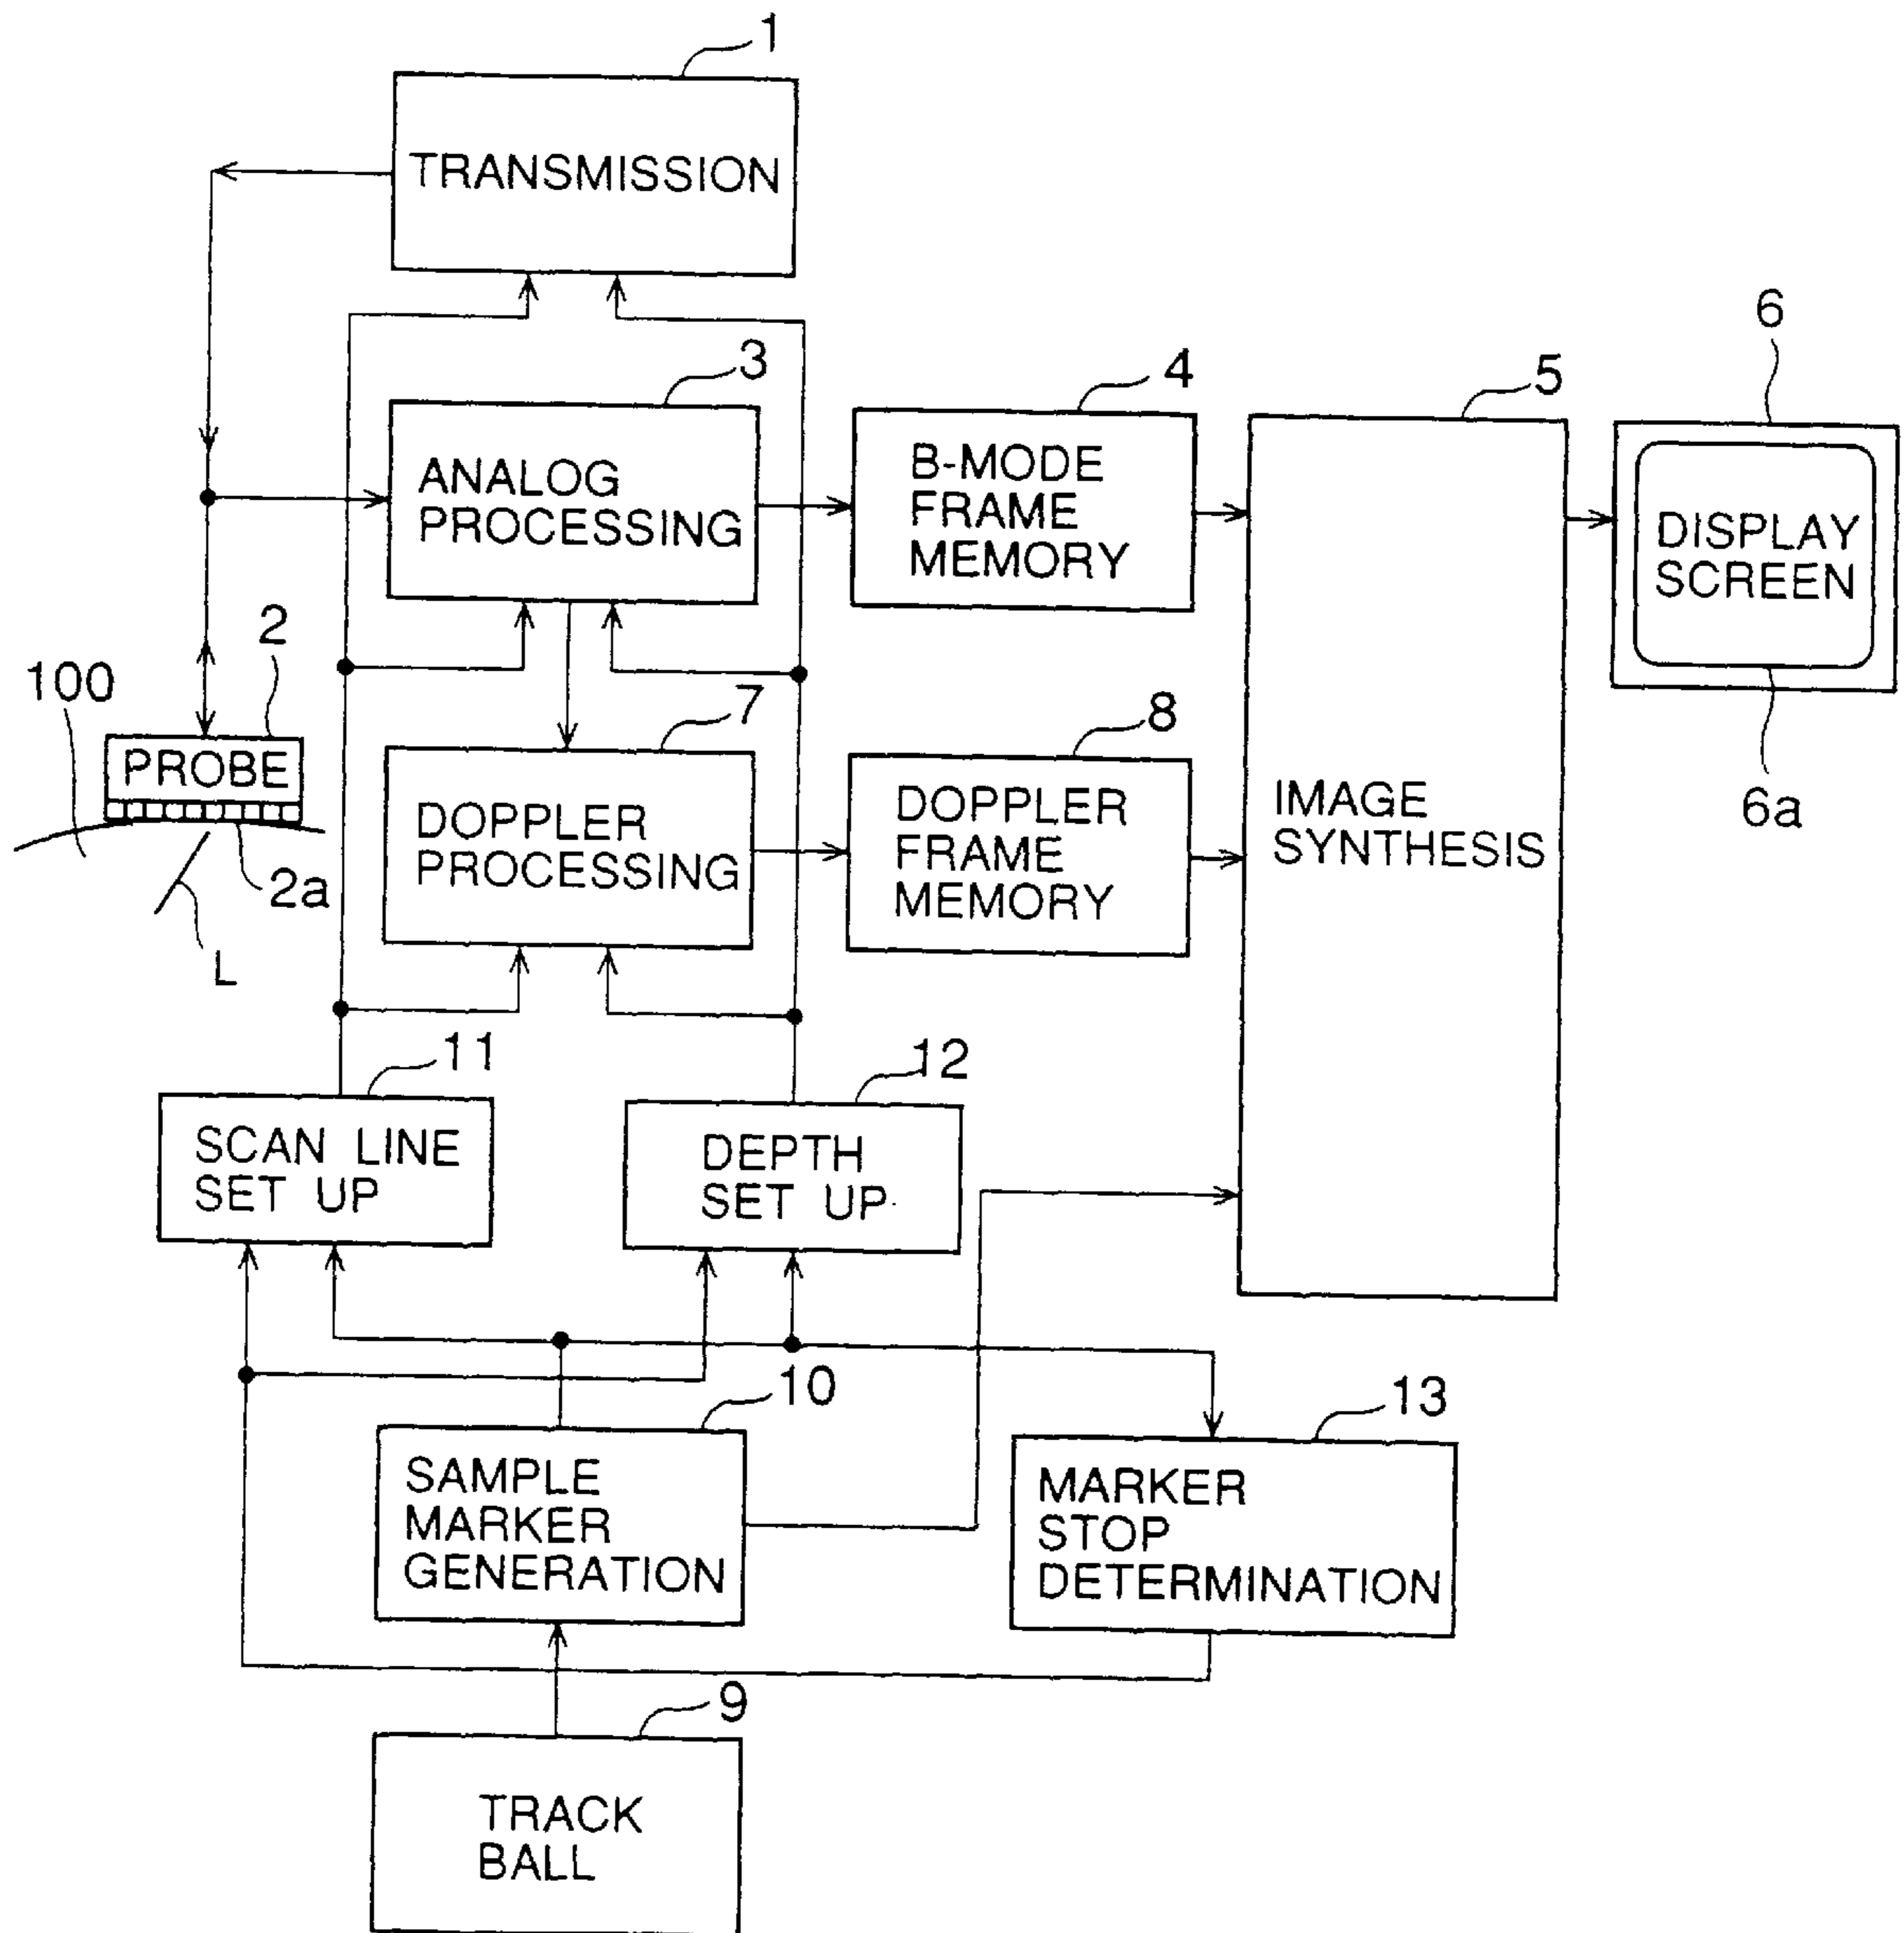 1
TRANSMISSION
3
ANALOG
PROCESSING
4
B-MODE
FRAME
MEMORY
5
IMAGE
SYNTHESIS
6
DISPLAY
SCREEN
6a
2
100
PROBE
2a
L
7
DOPPLER
PROCESSING
8
DOPPLER
FRAME
MEMORY
11
SCAN LINE
SET UP
12
DEPTH
SET UP
10
SAMPLE
MARKER
GENERATION
13
MARKER
STOP
DETERMINATION
9
TRACK
BALL